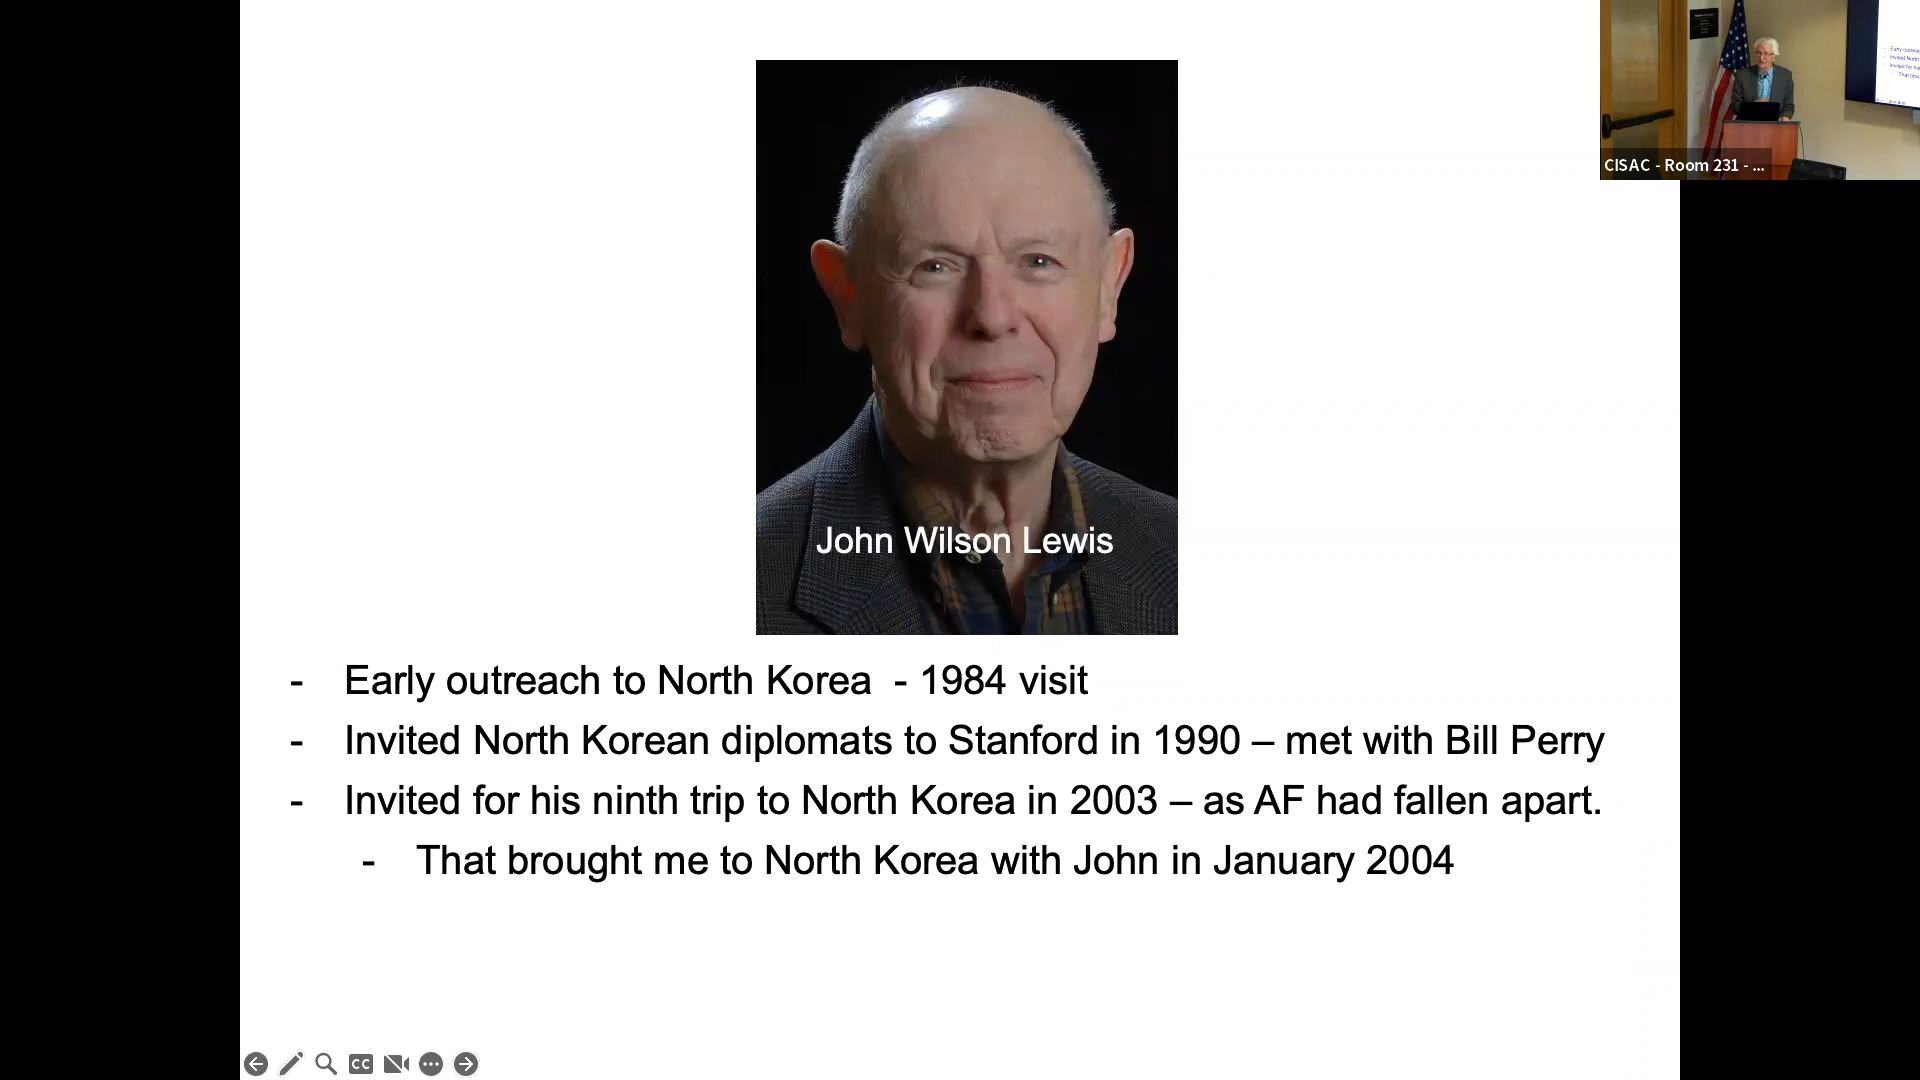 CISAC - Room 231 - ...
John Wilson Lewis
- Early outreach to North Korea - 1984 visit
- Invited North Korean diplomats to Stanford in 1990 – met with Bill Perry
- Invited for his ninth trip to North Korea in 2003 – as AF had fallen apart.
- That brought me to North Korea with John in January 2004
CC